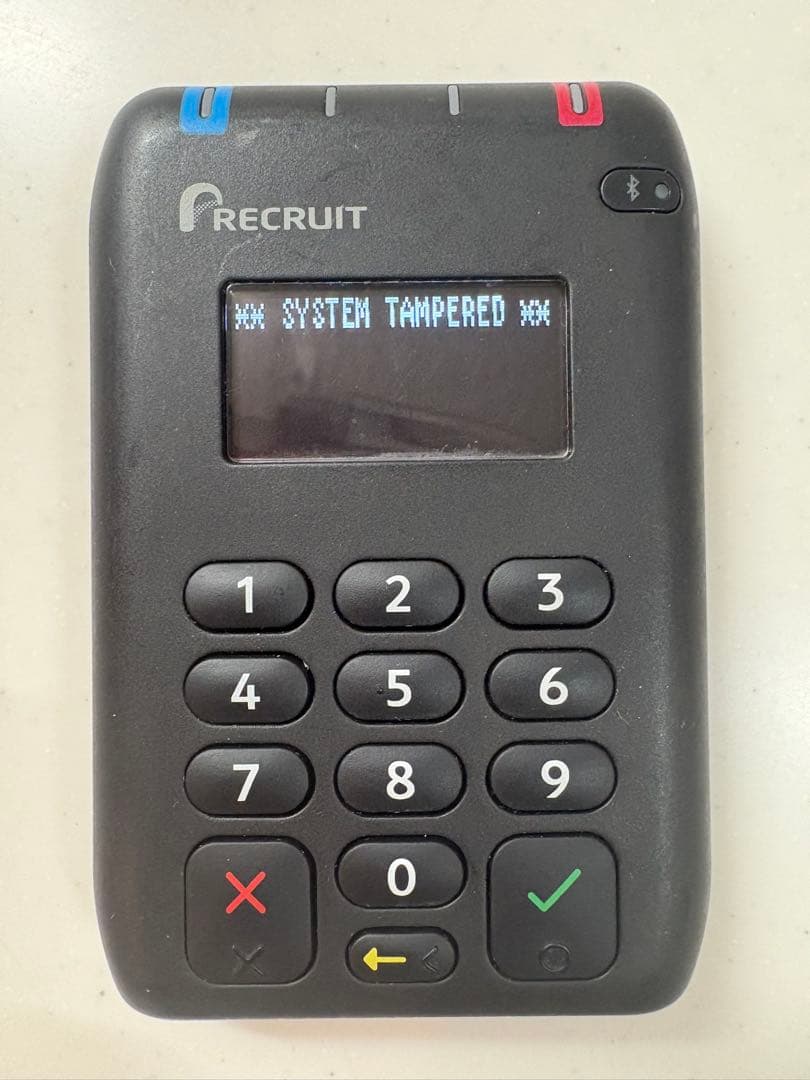 RECRUIT
** SYSTEM TAMPERED **
1 2 3
4 5 6
7 8 9
0